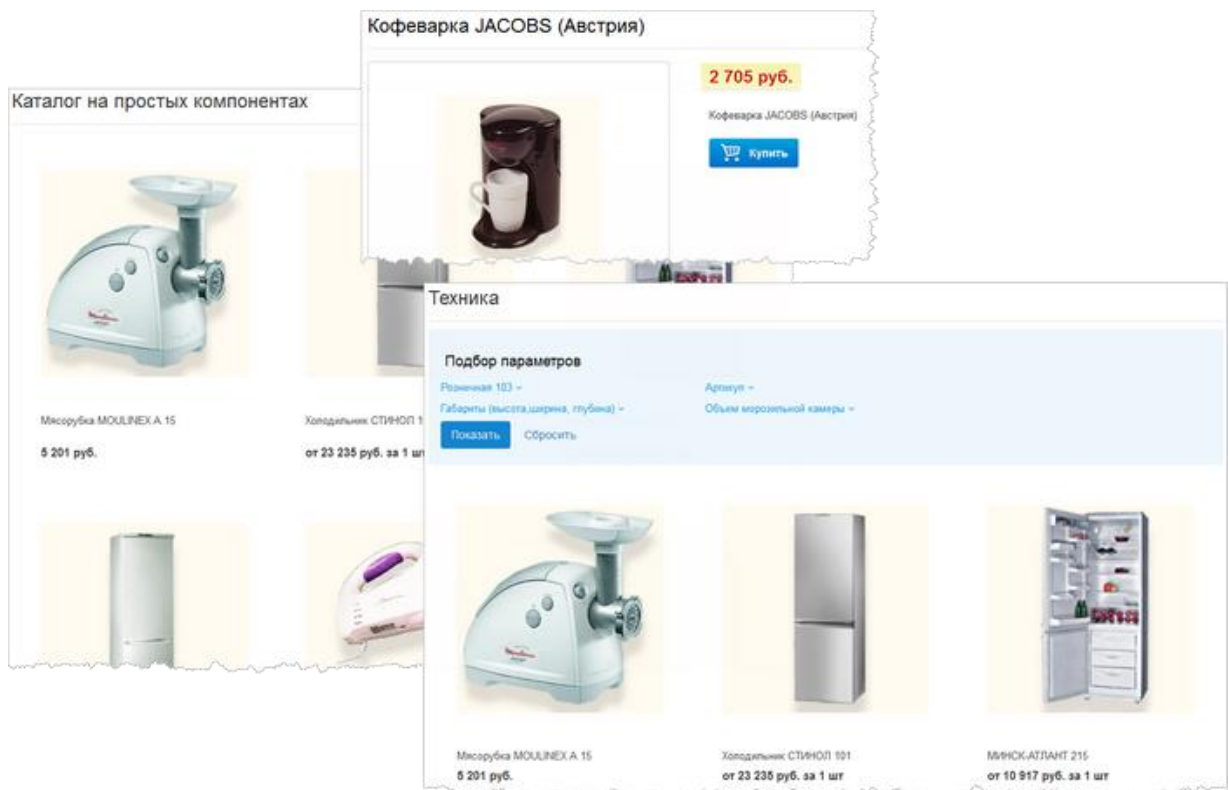 Кофеварка JACOBS (Австрия)
2 705 руб.
Кофеварка JACOBS (Австрия)
Купить
Каталог на простых компонентах
Мясорубка MOULINEX A 15
5 201 руб.
Холодильник СТИНОЛ 1
от 23 235 руб. за 1 шт
Техника
Подбор параметров
Розничная 103
Артикул
Габариты (высота,ширина, глубина)
Объем морозильной камеры
Показать
Сбросить
Мясорубка MOULINEX A 15
5 201 руб.
Холодильник СТИНОЛ 101
от 23 235 руб. за 1 шт
МИНСК-АТЛАНТ 215
от 10 917 руб. за 1 шт